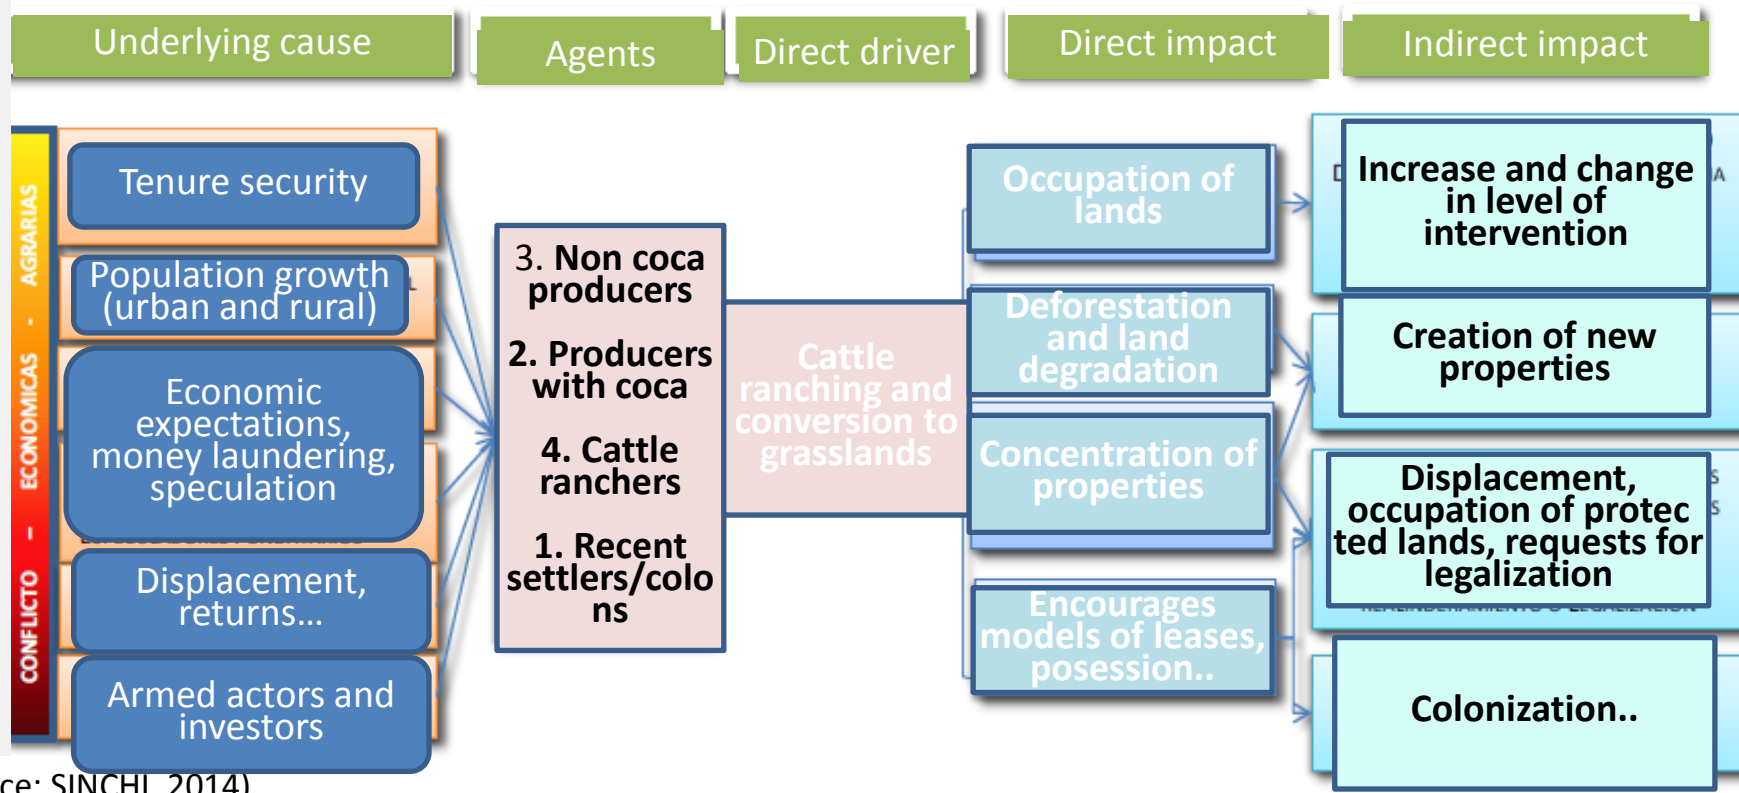 Underlying cause
Agents
Direct driver
Direct impact
Indirect impact
CONFLICTO – ECONOMICAS - AGRARIAS
Tenure security
Population growth
(urban and rural)
Economic
expectations,
money laundering,
speculation
Displacement,
returns...
Armed actors and
investors
3. Non coca
producers
2. Producers
with coca
4. Cattle
ranchers
1. Recent
settlers/colo
ns
Cattle
ranching and
conversion to
grasslands
Occupation of
lands
Deforestation
and land
degradation
Concentration of
properties
Encourages
models of leases,
posession..
Increase and change
in level of
intervention
Creation of new
properties
Displacement,
occupation of protec
ted lands, requests for
legalization
Colonization..
ce: SINCHI, 2014)